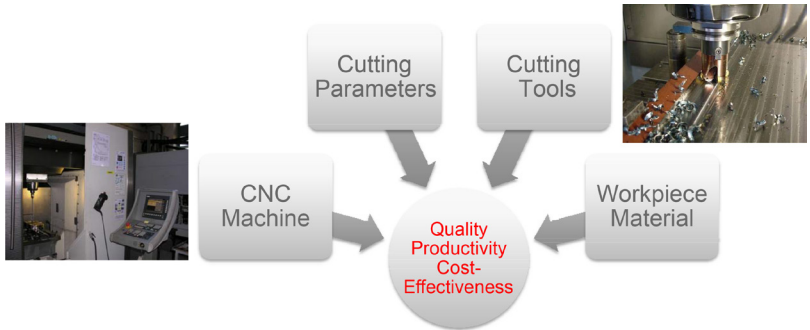 Cutting
Parameters
Cutting
Tools
CNC
Machine
Workpiece
Material
Quality
Productivity
Cost-
Effectiveness